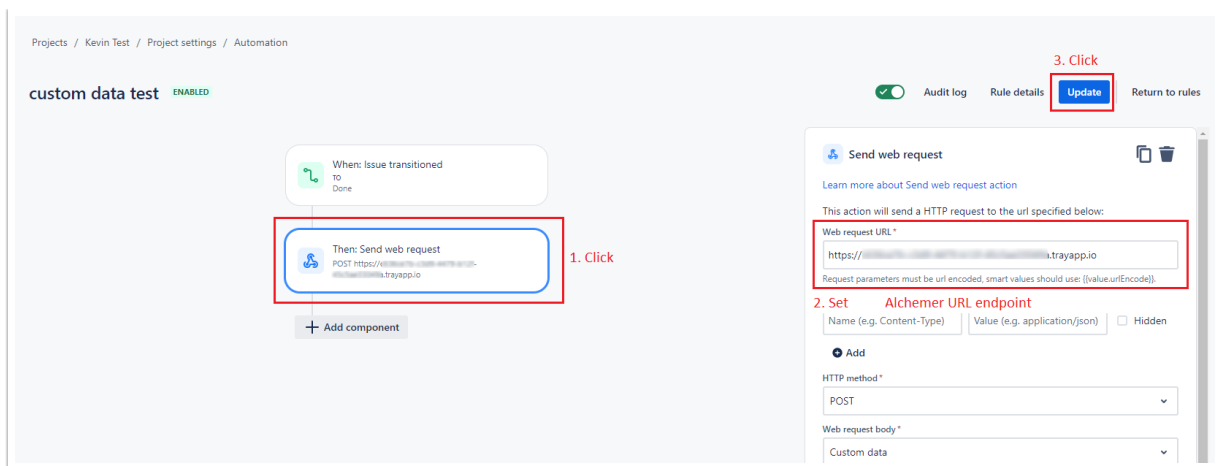 Projects / Kevin Test / Project settings / Automation
3. Click
custom data test ENABLED
Audit log Rule details Update Return to rules
When: Issue transitioned
TO
Done
Then: Send web request
POST https://
a.trayapp.io
1. Click
Add component
Send web request
Learn more about Send web request action
This action will send a HTTP request to the url specified below:
Web request URL *
https:// a.trayapp.io
Request parameters must be url encoded, smart values should use: {{value.urlEncode}}.
2. Set Alchemer URL endpoint
Name (e.g. Content-Type) Value (e.g. application/json) Hidden
Add
HTTP method *
POST
Web request body *
Custom data